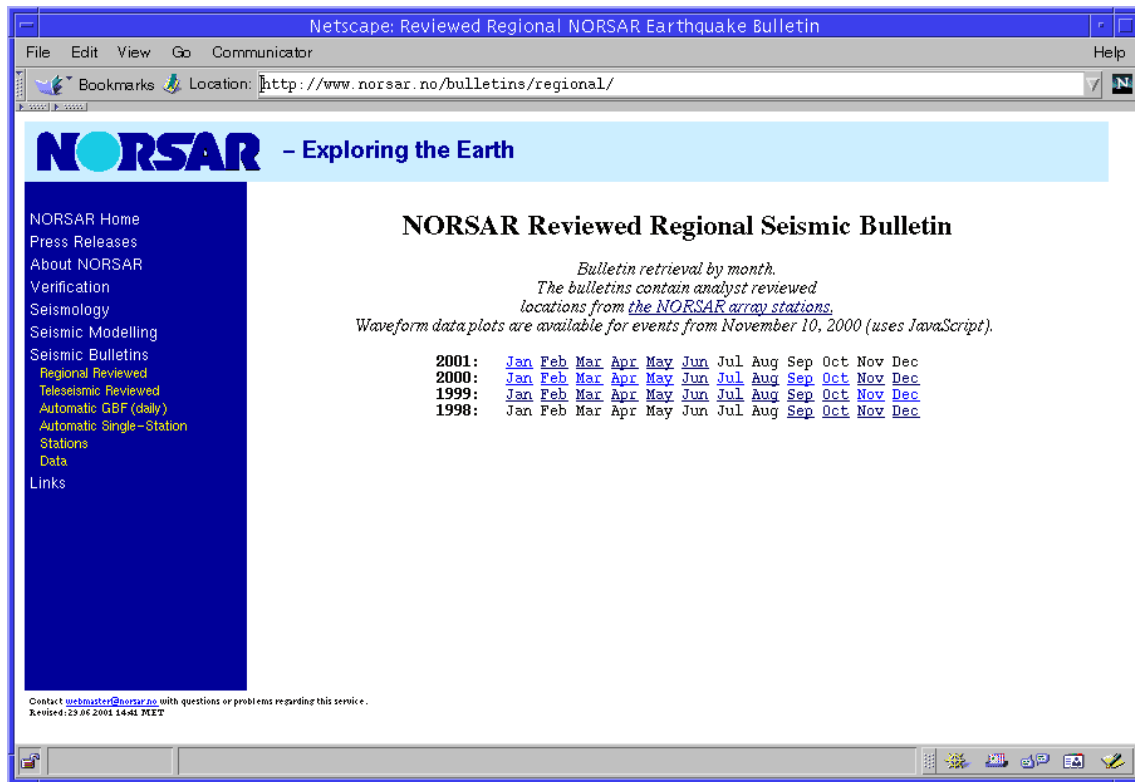 Netscape: Reviewed Regional NORSAR Earthquake Bulletin
File Edit View Go Communicator Help
Bookmarks Location: http://www.norsar.no/bulletins/regional/ N
NORSAR – Exploring the Earth
NORSAR Home
Press Releases
About NORSAR
Verification
Seismology
Seismic Modelling
Seismic Bulletins
Regional Reviewed
Teleseismic Reviewed
Automatic GBF (daily)
Automatic Single-Station
Stations
Data
Links
NORSAR Reviewed Regional Seismic Bulletin
Bulletin retrieval by month.
The bulletins contain analyst reviewed
locations from the NORSAR array stations.
Waveform data plots are available for events from November 10, 2000 (uses JavaScript).
2001: Jan Feb Mar Apr May Jun Jul Aug Sep Oct Nov Dec
2000: Jan Feb Mar Apr May Jun Jul Aug Sep Oct Nov Dec
1999: Jan Feb Mar Apr May Jun Jul Aug Sep Oct Nov Dec
1998: Jan Feb Mar Apr May Jun Jul Aug Sep Oct Nov Dec
Contact webmaster@norsar.no with questions or problems regarding this service.
Revised: 29.06.2001 14:41 MET